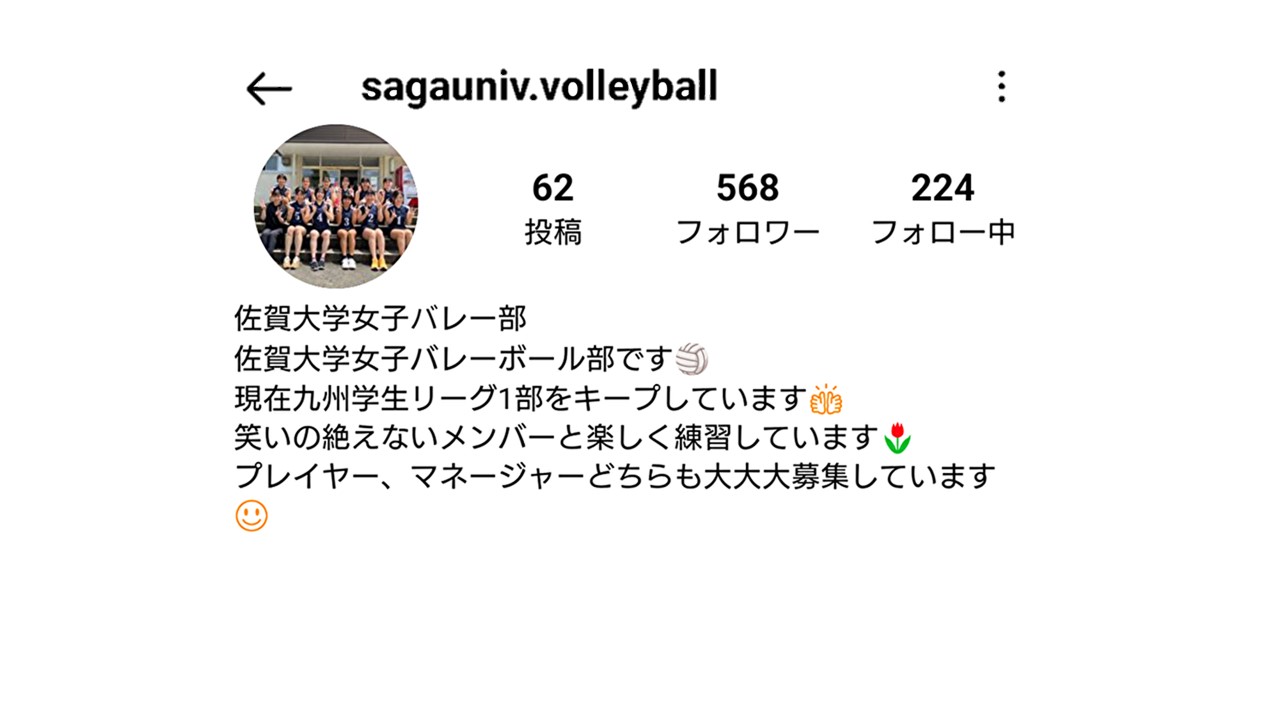 sagauniv.volleyball
62 568 224
投稿 フォロワー フォロー中
佐賀大学女子バレー部
佐賀大学女子バレーボール部です🏐
現在九州学生リーグ1部をキープしています🙌
笑いの絶えないメンバーと楽しく練習しています🌷
プレイヤー、マネージャーどちらも大大大募集しています
☺